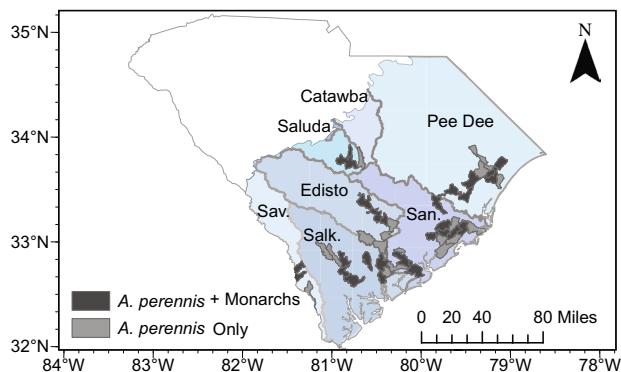 35°N
34°N
33°N
32°N
N
Catawba
Saluda
Pee Dee
Edisto
San.
Sav.
Salk.
A. perennis + Monarchs
A. perennis Only
0 20 40 80 Miles
84°W 83°W 82°W 81°W 80°W 79°W 78°W